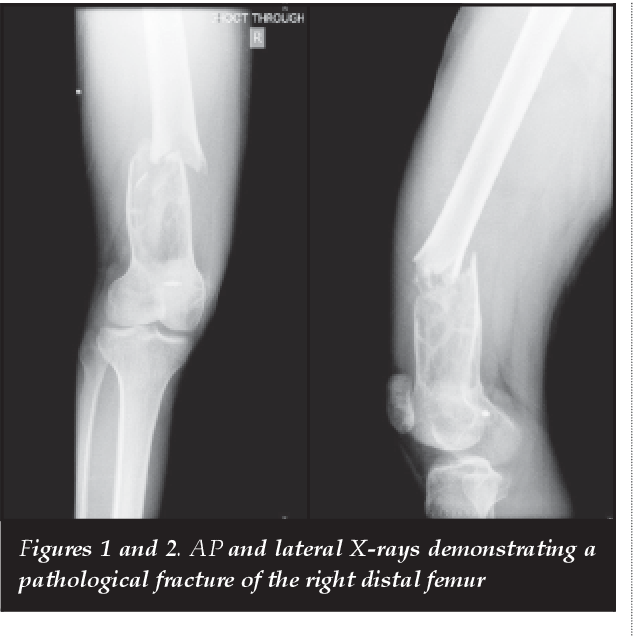 SHOOT THROUGH
R
Figures 1 and 2. AP and lateral X-rays demonstrating a
pathological fracture of the right distal femur